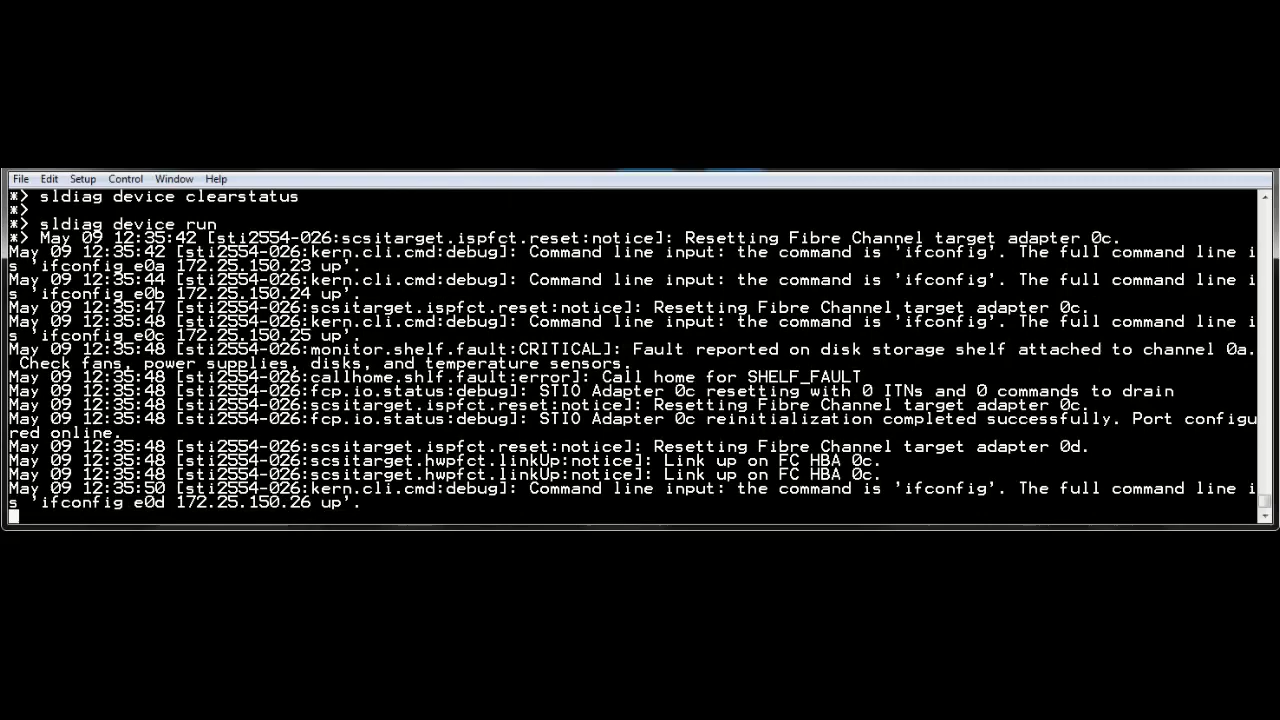 File Edit Setup Control Window Help
*> sldiag device clearstatus
*>
*> sldiag device run
*> May 09 12:35:42 [sti2554-026:scsitarget.ispfct.reset:notice]: Resetting Fibre Channel target adapter 0c.
May 09 12:35:42 [sti2554-026:kern.cli.cmd:debug]: Command line input: the command is 'ifconfig'. The full command line i
s 'ifconfig e0a 172.25.150.23 up'.
May 09 12:35:44 [sti2554-026:kern.cli.cmd:debug]: Command line input: the command is 'ifconfig'. The full command line i
s 'ifconfig e0b 172.25.150.24 up'.
May 09 12:35:47 [sti2554-026:scsitarget.ispfct.reset:notice]: Resetting Fibre Channel target adapter 0c.
May 09 12:35:48 [sti2554-026:kern.cli.cmd:debug]: Command line input: the command is 'ifconfig'. The full command line i
s 'ifconfig e0c 172.25.150.25 up'.
May 09 12:35:48 [sti2554-026:monitor.shelf.fault:CRITICAL]: Fault reported on disk storage shelf attached to channel 0a.
Check fans, power supplies, disks, and temperature sensors.
May 09 12:35:48 [sti2554-026:callhome.shlf.fault:error]: Call home for SHELF_FAULT
May 09 12:35:48 [sti2554-026:fcp.io.status:debug]: STIO Adapter 0c resetting with 0 ITNs and 0 commands to drain
May 09 12:35:48 [sti2554-026:scsitarget.ispfct.reset:notice]: Resetting Fibre Channel target adapter 0c.
May 09 12:35:48 [sti2554-026:fcp.io.status:debug]: STIO Adapter 0c reinitialization completed successfully. Port configu
red online.
May 09 12:35:48 [sti2554-026:scsitarget.ispfct.reset:notice]: Resetting Fibre Channel target adapter 0d.
May 09 12:35:48 [sti2554-026:scsitarget.hwpfct.linkUp:notice]: Link up on FC HBA 0c.
May 09 12:35:48 [sti2554-026:scsitarget.hwpfct.linkUp:notice]: Link up on FC HBA 0c.
May 09 12:35:50 [sti2554-026:kern.cli.cmd:debug]: Command line input: the command is 'ifconfig'. The full command line i
s 'ifconfig e0d 172.25.150.26 up'.